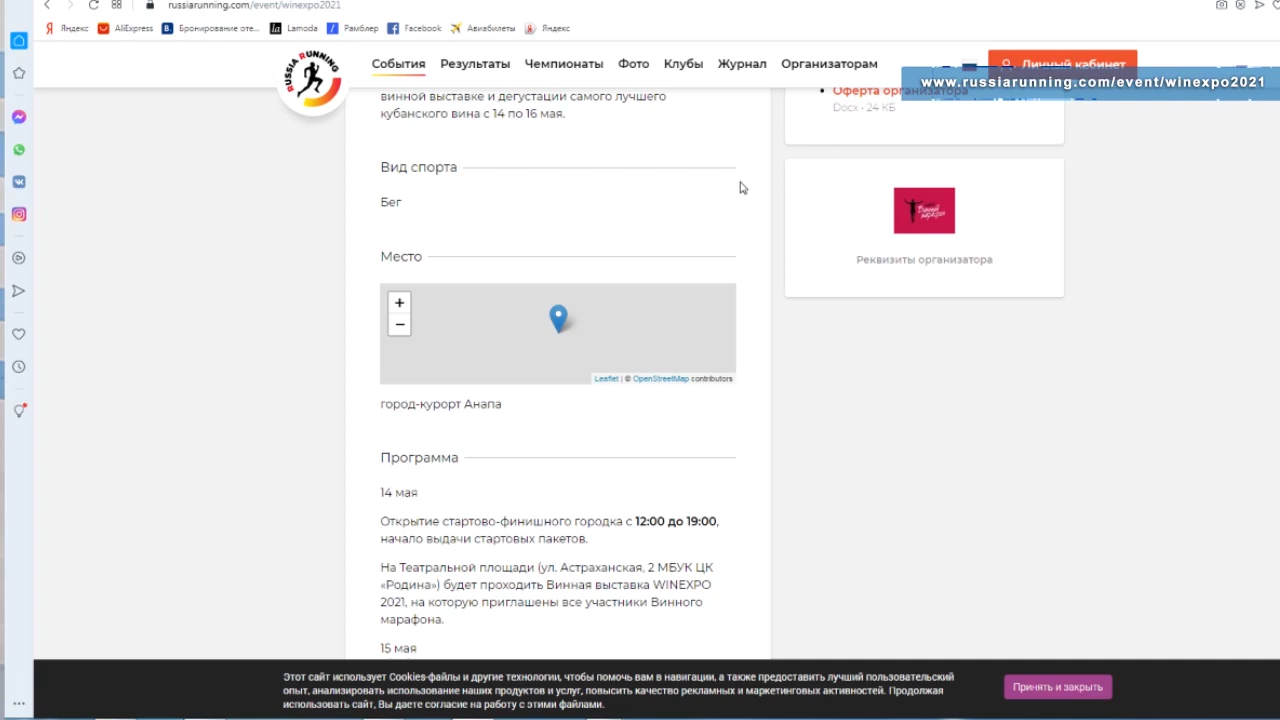 russiarunning.com/event/winexpo2021
Яндекс AliExpress Бронирование оте... Lamoda Рамблер Facebook Авиабилеты Яндекс
RUSSIA RUNNING
События Результаты Чемпионаты Фото Клубы Журнал Организаторам
Личный кабинет
www.russiarunning.com/event/winexpo2021
Оферта организатора
Docx - 24 КБ
винной выставке и дегустации самого лучшего
кубанского вина с 14 по 16 мая.
Вид спорта
Бег
Место
+
−
Leaflet | © OpenStreetMap contributors
город-курорт Анапа
Винный
марафон
Реквизиты организатора
Программа
14 мая
Открытие стартово-финишного городка с 12:00 до 19:00,
начало выдачи стартовых пакетов.
На Театральной площади (ул. Астраханская, 2 МБУК ЦК
«Родина») будет проходить Винная выставка WINEXPO
2021, на которую приглашены все участники Винного
марафона.
15 мая
Этот сайт использует Cookies-файлы и другие технологии, чтобы помочь вам в навигации, а также предоставить лучший пользовательский
опыт, анализировать использование наших продуктов и услуг, повысить качество рекламных и маркетинговых активностей. Продолжая
использовать сайт, Вы даете согласие на работу с этими файлами.
Принять и закрыть